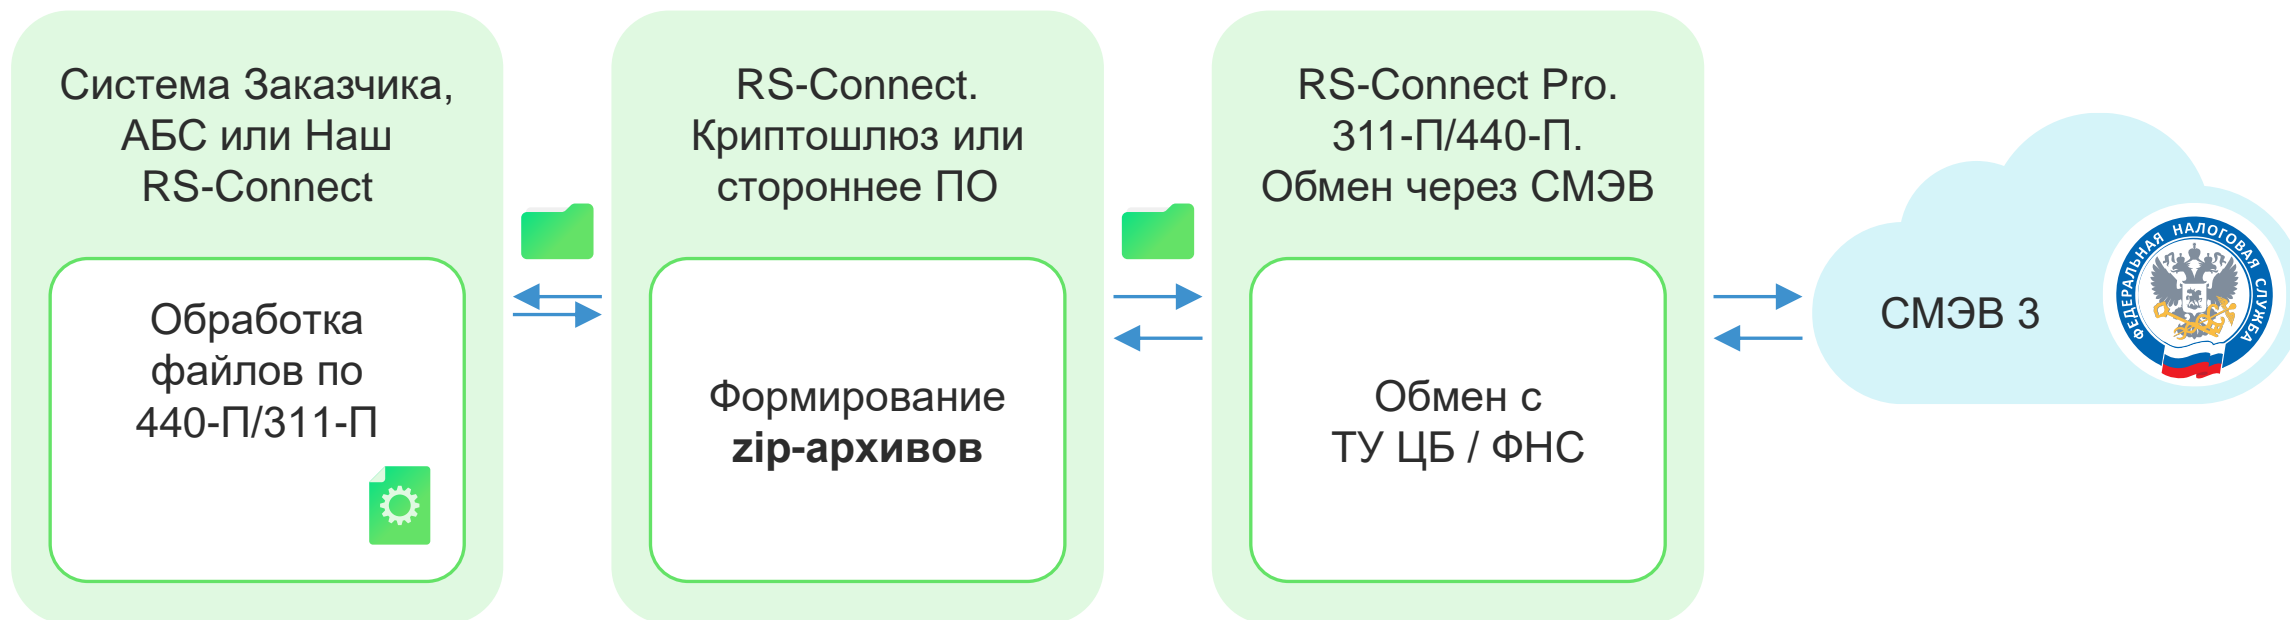 Система Заказчика,
АБС или Наш
RS-Connect
Обработка
файлов по
440-П/311-П
RS-Connect.
Криптошлюз или
стороннее ПО
Формирование
zip-архивов
RS-Connect Pro.
311-П/440-П.
Обмен через СМЭВ
Обмен с
ТУ ЦБ / ФНС
СМЭВ 3
ФЕДЕРАЛЬНАЯ НАЛОГОВАЯ СЛУЖБА